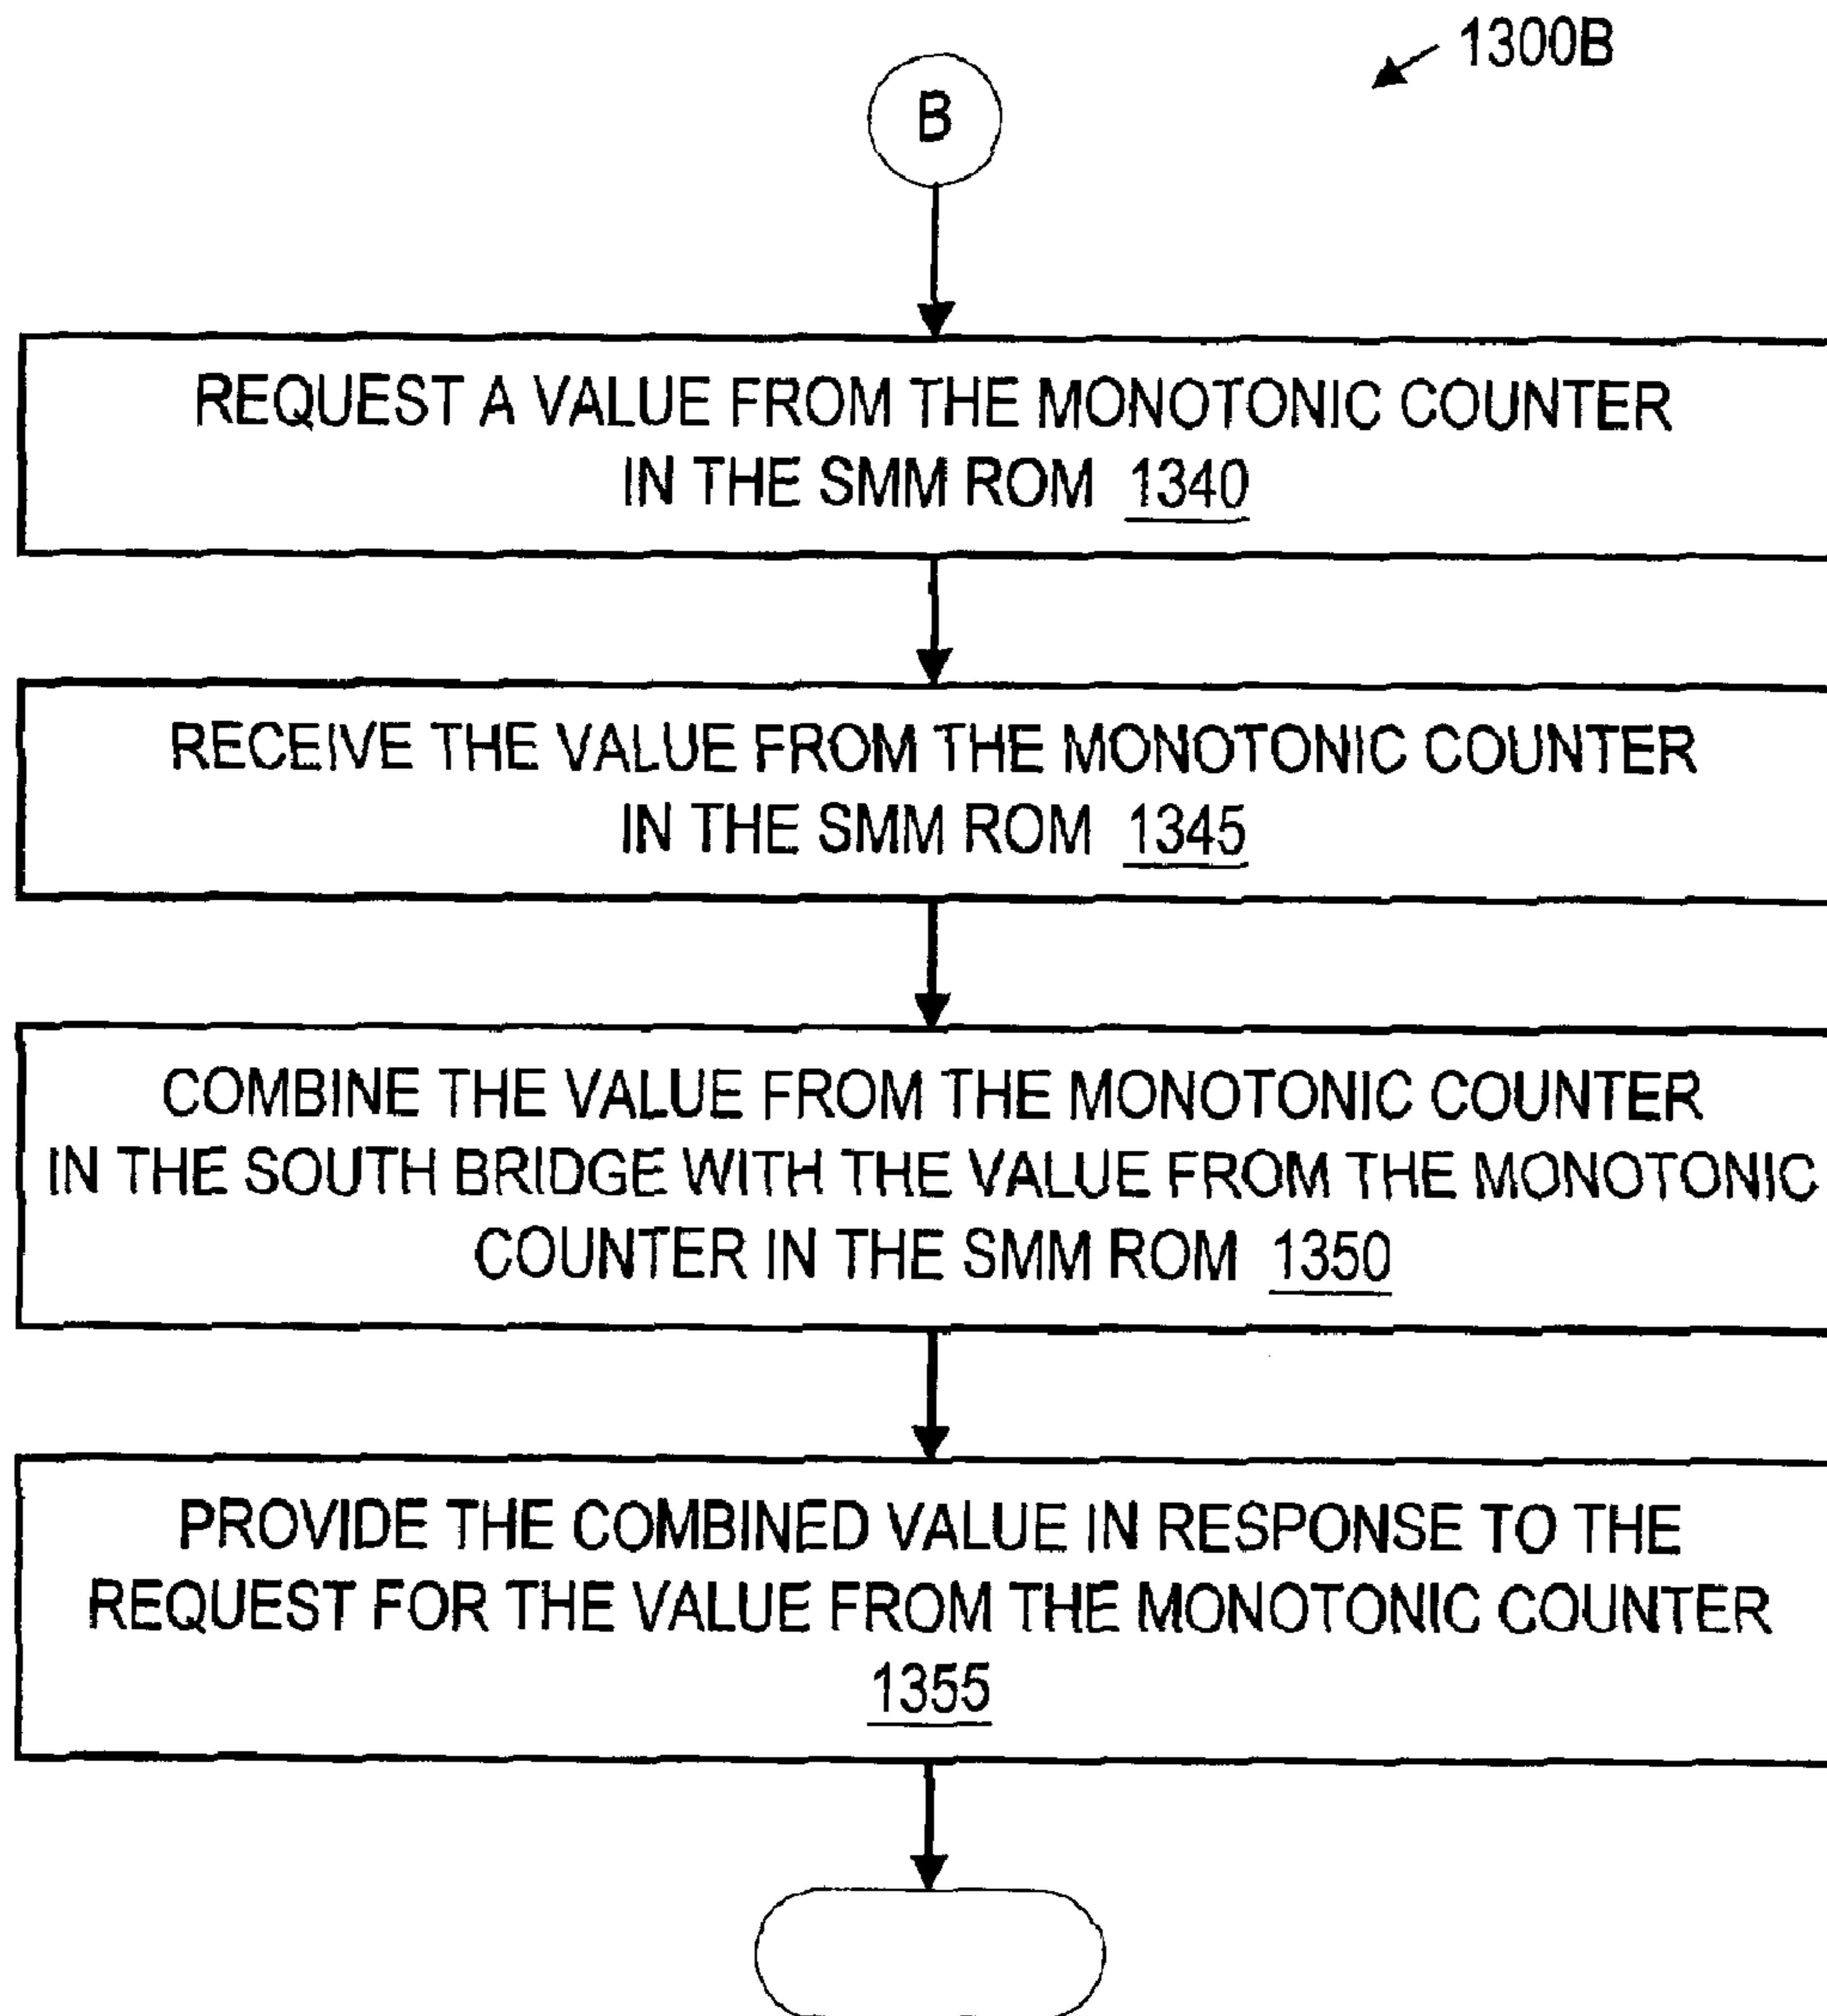 1300B
B
REQUEST A VALUE FROM THE MONOTONIC COUNTER
IN THE SMM ROM 1340
RECEIVE THE VALUE FROM THE MONOTONIC COUNTER
IN THE SMM ROM 1345
COMBINE THE VALUE FROM THE MONOTONIC COUNTER
IN THE SOUTH BRIDGE WITH THE VALUE FROM THE MONOTONIC
COUNTER IN THE SMM ROM 1350
PROVIDE THE COMBINED VALUE IN RESPONSE TO THE
REQUEST FOR THE VALUE FROM THE MONOTONIC COUNTER
1355